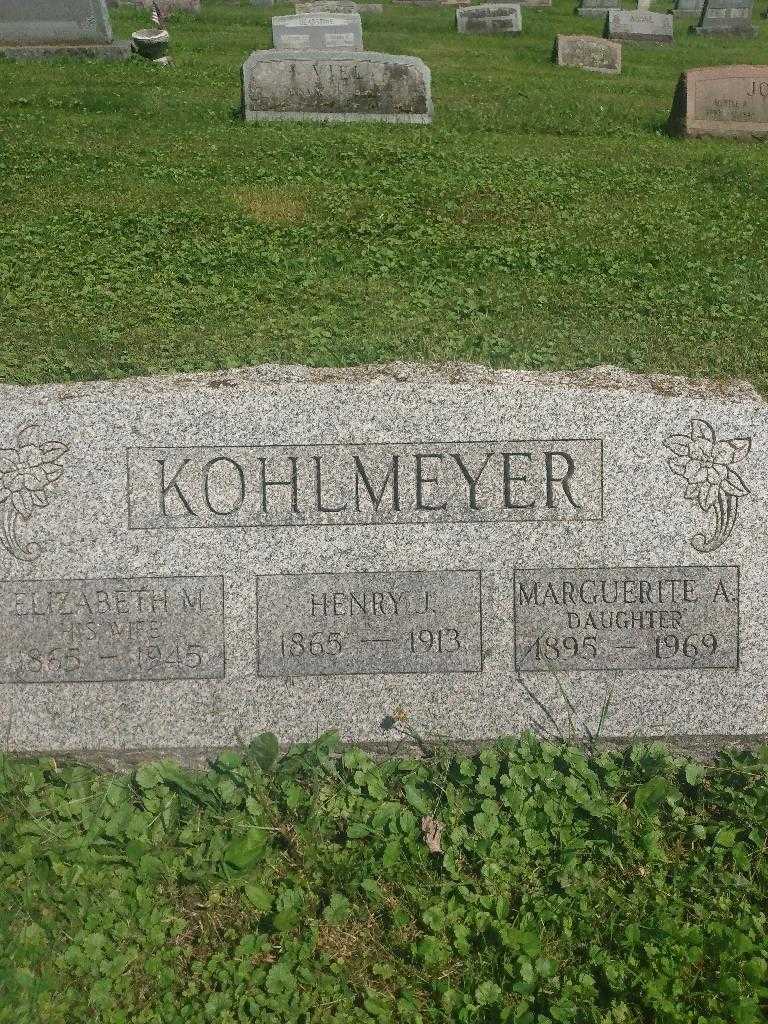 KOHLMEYER
ELIZABETH M.
HIS WIFE
1865 — 1945
HENRY J.
1865 — 1913
MARGUERITE A.
DAUGHTER
1895 — 1969